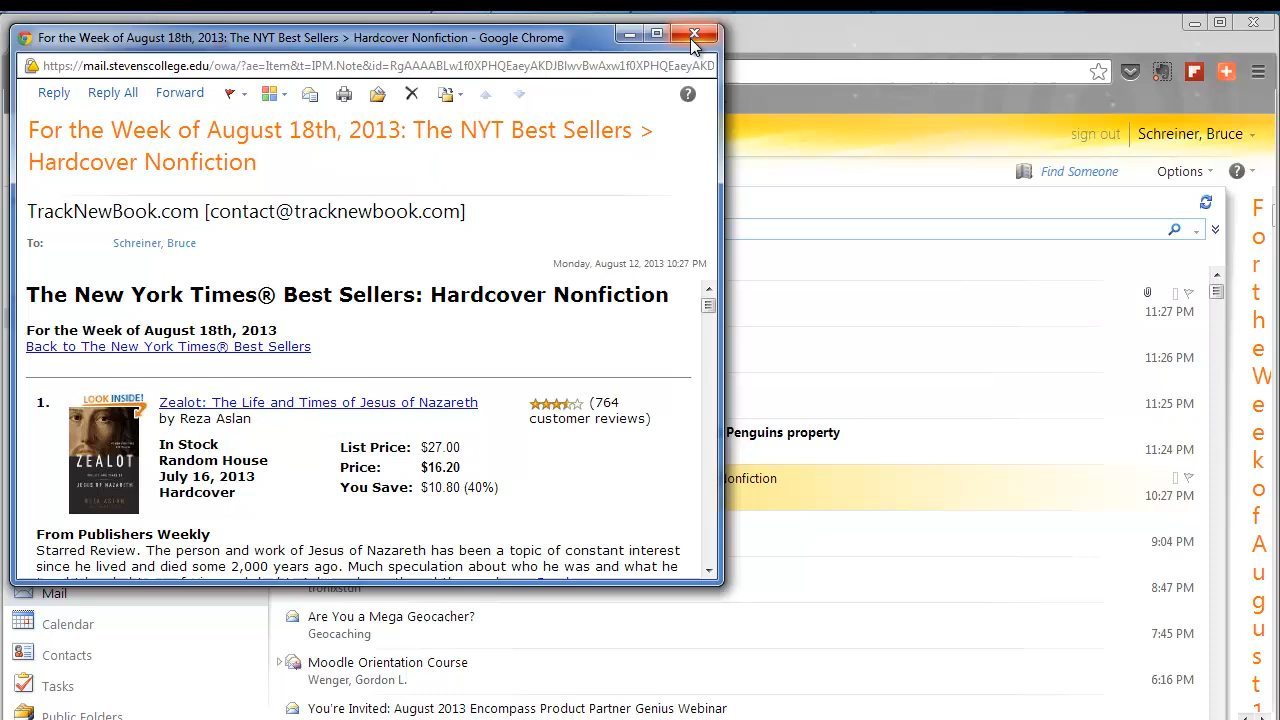 For the Week of August 18th, 2013: The NYT Best Sellers > Hardcover Nonfiction - Google Chrome
https://mail.stevenscollege.edu/owa/?ae=Item&t=IPM.Note&id=RgAAAABLw1f0XPHQEaeyAKDJBlwvBwAxw1f0XPHQEaeyAKD
Reply Reply All Forward
For the Week of August 18th, 2013: The NYT Best Sellers >
Hardcover Nonfiction
TrackNewBook.com [contact@tracknewbook.com]
To: Schreiner, Bruce
Monday, August 12, 2013 10:27 PM
The New York Times® Best Sellers: Hardcover Nonfiction
For the Week of August 18th, 2013
Back to The New York Times® Best Sellers
1.
LOOK INSIDE!
ZEALOT
Zealot: The Life and Times of Jesus of Nazareth
by Reza Aslan
In Stock
Random House
July 16, 2013
Hardcover
List Price: $27.00
Price: $16.20
You Save: $10.80 (40%)
(764
customer reviews)
From Publishers Weekly
Starred Review. The person and work of Jesus of Nazareth has been a topic of constant interest
since he lived and died some 2,000 years ago. Much speculation about who he was and what he
sign out Schreiner, Bruce
Find Someone Options
11:27 PM
11:26 PM
11:25 PM
Penguins property
11:24 PM
onfiction
10:27 PM
9:04 PM
tronixstuff
8:47 PM
Are You a Mega Geocacher?
Geocaching
7:45 PM
Moodle Orientation Course
Wenger, Gordon L.
6:16 PM
You're Invited: August 2013 Encompass Product Partner Genius Webinar
Mail
Calendar
Contacts
Tasks
Public Folders
F
o
r
t
h
e
W
e
e
k
o
f
A
u
g
u
s
t
1